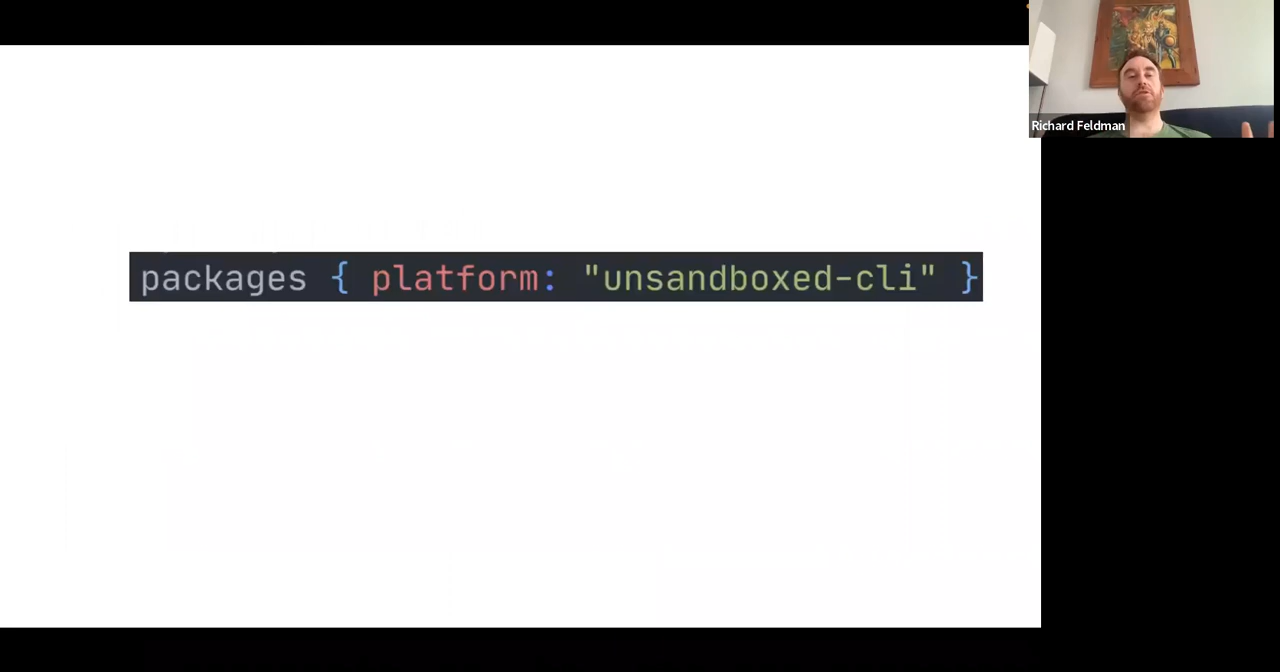 packages { platform: "unsandboxed-cli" }
Richard Feldman